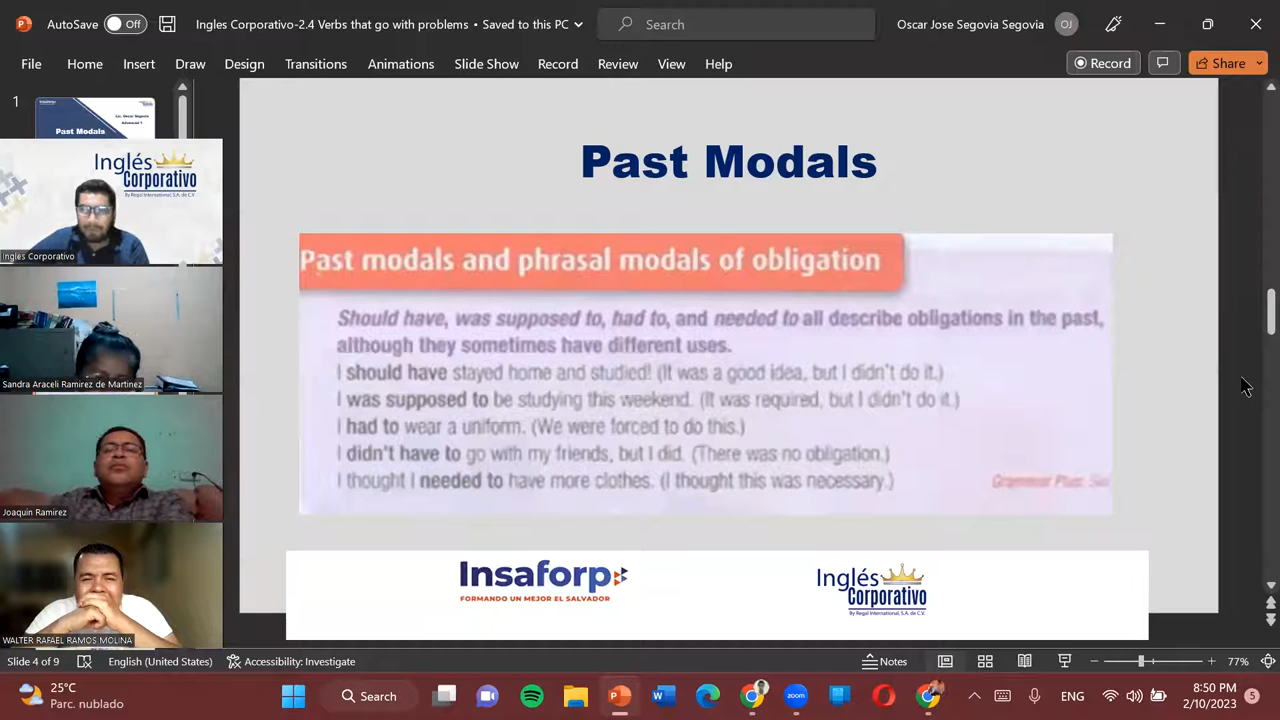 AutoSave Off Ingles Corporativo-2.4 Verbs that go with problems • Saved to this PC Search Oscar Jose Segovia Segovia OJ
File Home Insert Draw Design Transitions Animations Slide Show Record Review View Help Record Share
1
Past Modals
Inglés
Corporativo
By Regal International, S.A. de C.V.
Ingles Corporativo
Sandra Araceli Ramirez de Martinez
Joaquin Ramirez
WALTER RAFAEL RAMOS MOLINA
Past Modals
Past modals and phrasal modals of obligation
Should have, was supposed to, had to, and needed to all describe obligations in the past,
although they sometimes have different uses.
I should have stayed home and studied! (It was a good idea, but I didn't do it.)
I was supposed to be studying this weekend. (It was required, but I didn't do it.)
I had to wear a uniform. (We were forced to do this.)
I didn't have to go with my friends, but I did. (There was no obligation.)
I thought I needed to have more clothes. (I thought this was necessary.)
Grammar Plus:
Insaforp
FORMANDO UN MEJOR EL SALVADOR
Inglés
Corporativo
By Regal International, S.A. de C.V.
Slide 4 of 9 English (United States) Accessibility: Investigate Notes 77%
25°C
Parc. nublado
Search
zoom
ENG
8:50 PM
2/10/2023
5